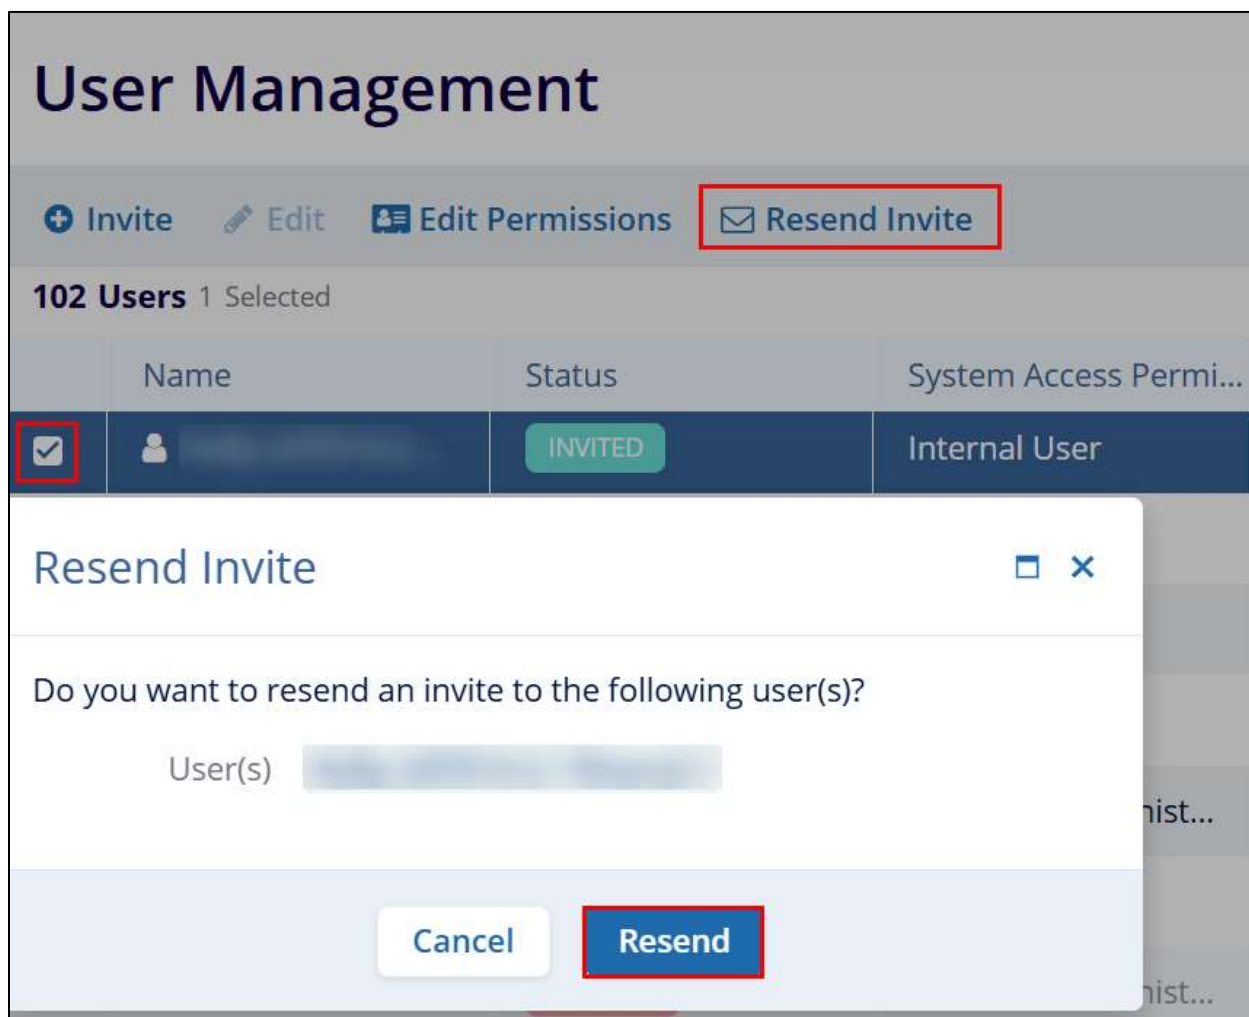 User Management
Invite Edit Edit Permissions Resend Invite
102 Users 1 Selected
Name Status System Access Permi...
INVITED Internal User
Resend Invite
Do you want to resend an invite to the following user(s)?
User(s)
nist...
Cancel Resend
nist...